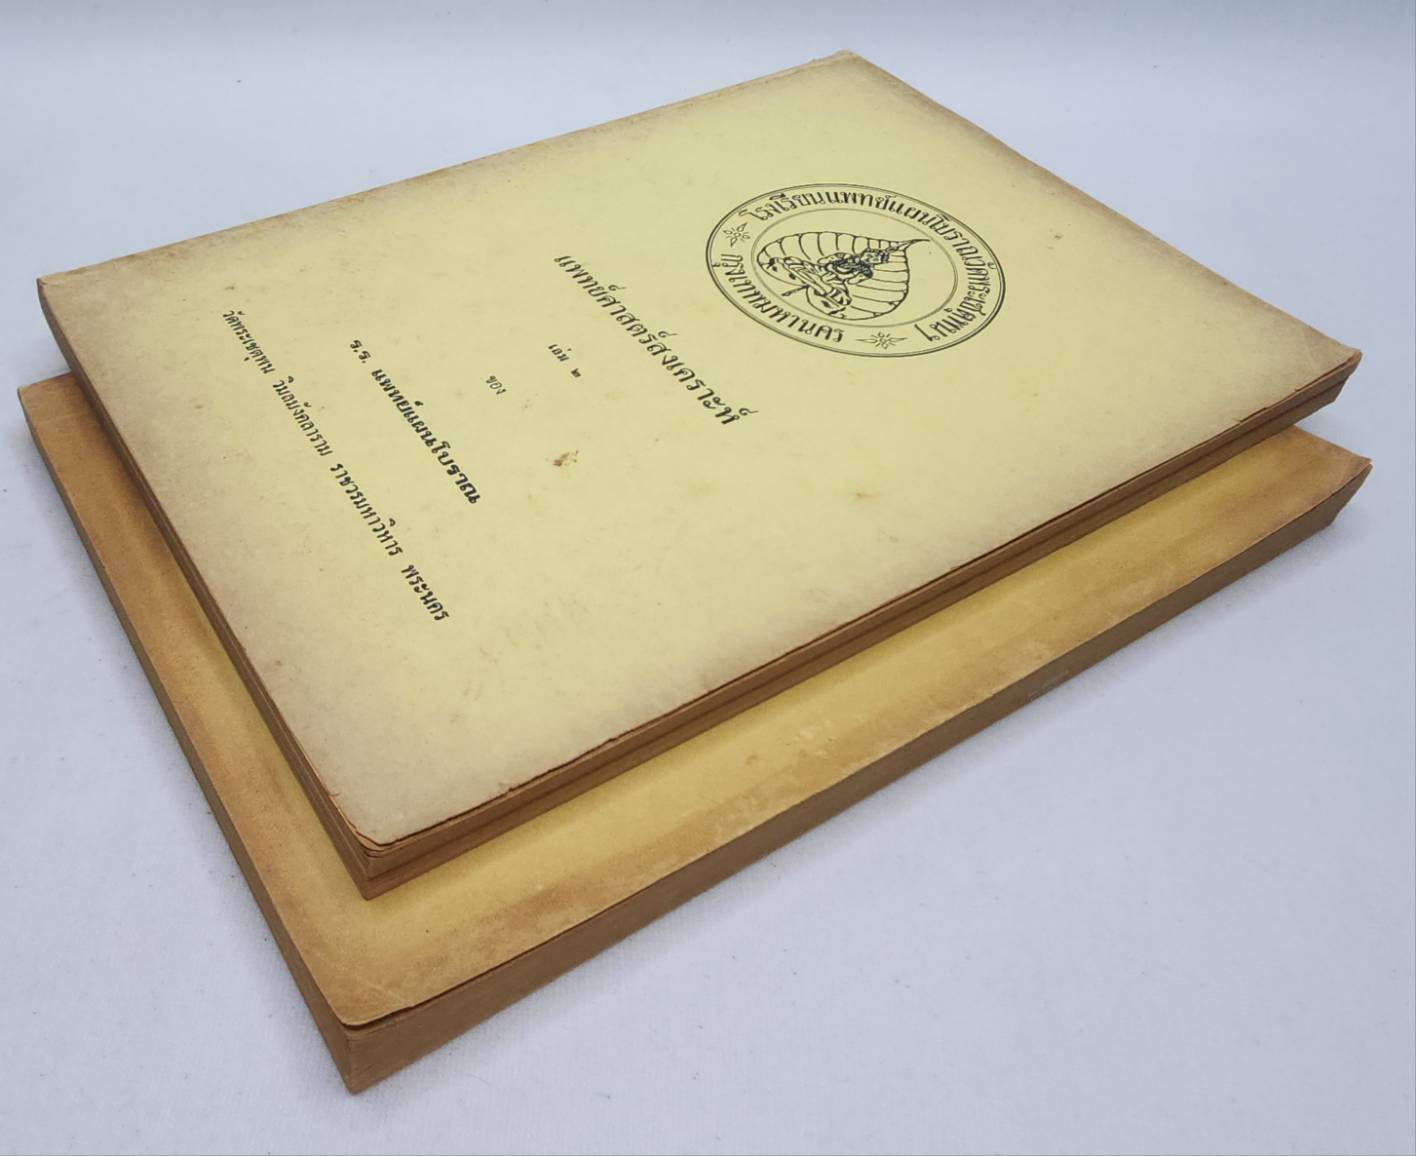 โรงเรียนแพทย์แผนโบราณวัดพระเชตุพนฯ
กรุงเทพมหานคร
แพทย์ศาสตร์สงเคราะห์
เล่ม ๒
ของ
ร.ร. แพทย์แผนโบราณ
วัดพระเชตุพน วิมลมังคลาราม ราชวรมหาวิหาร พระนคร